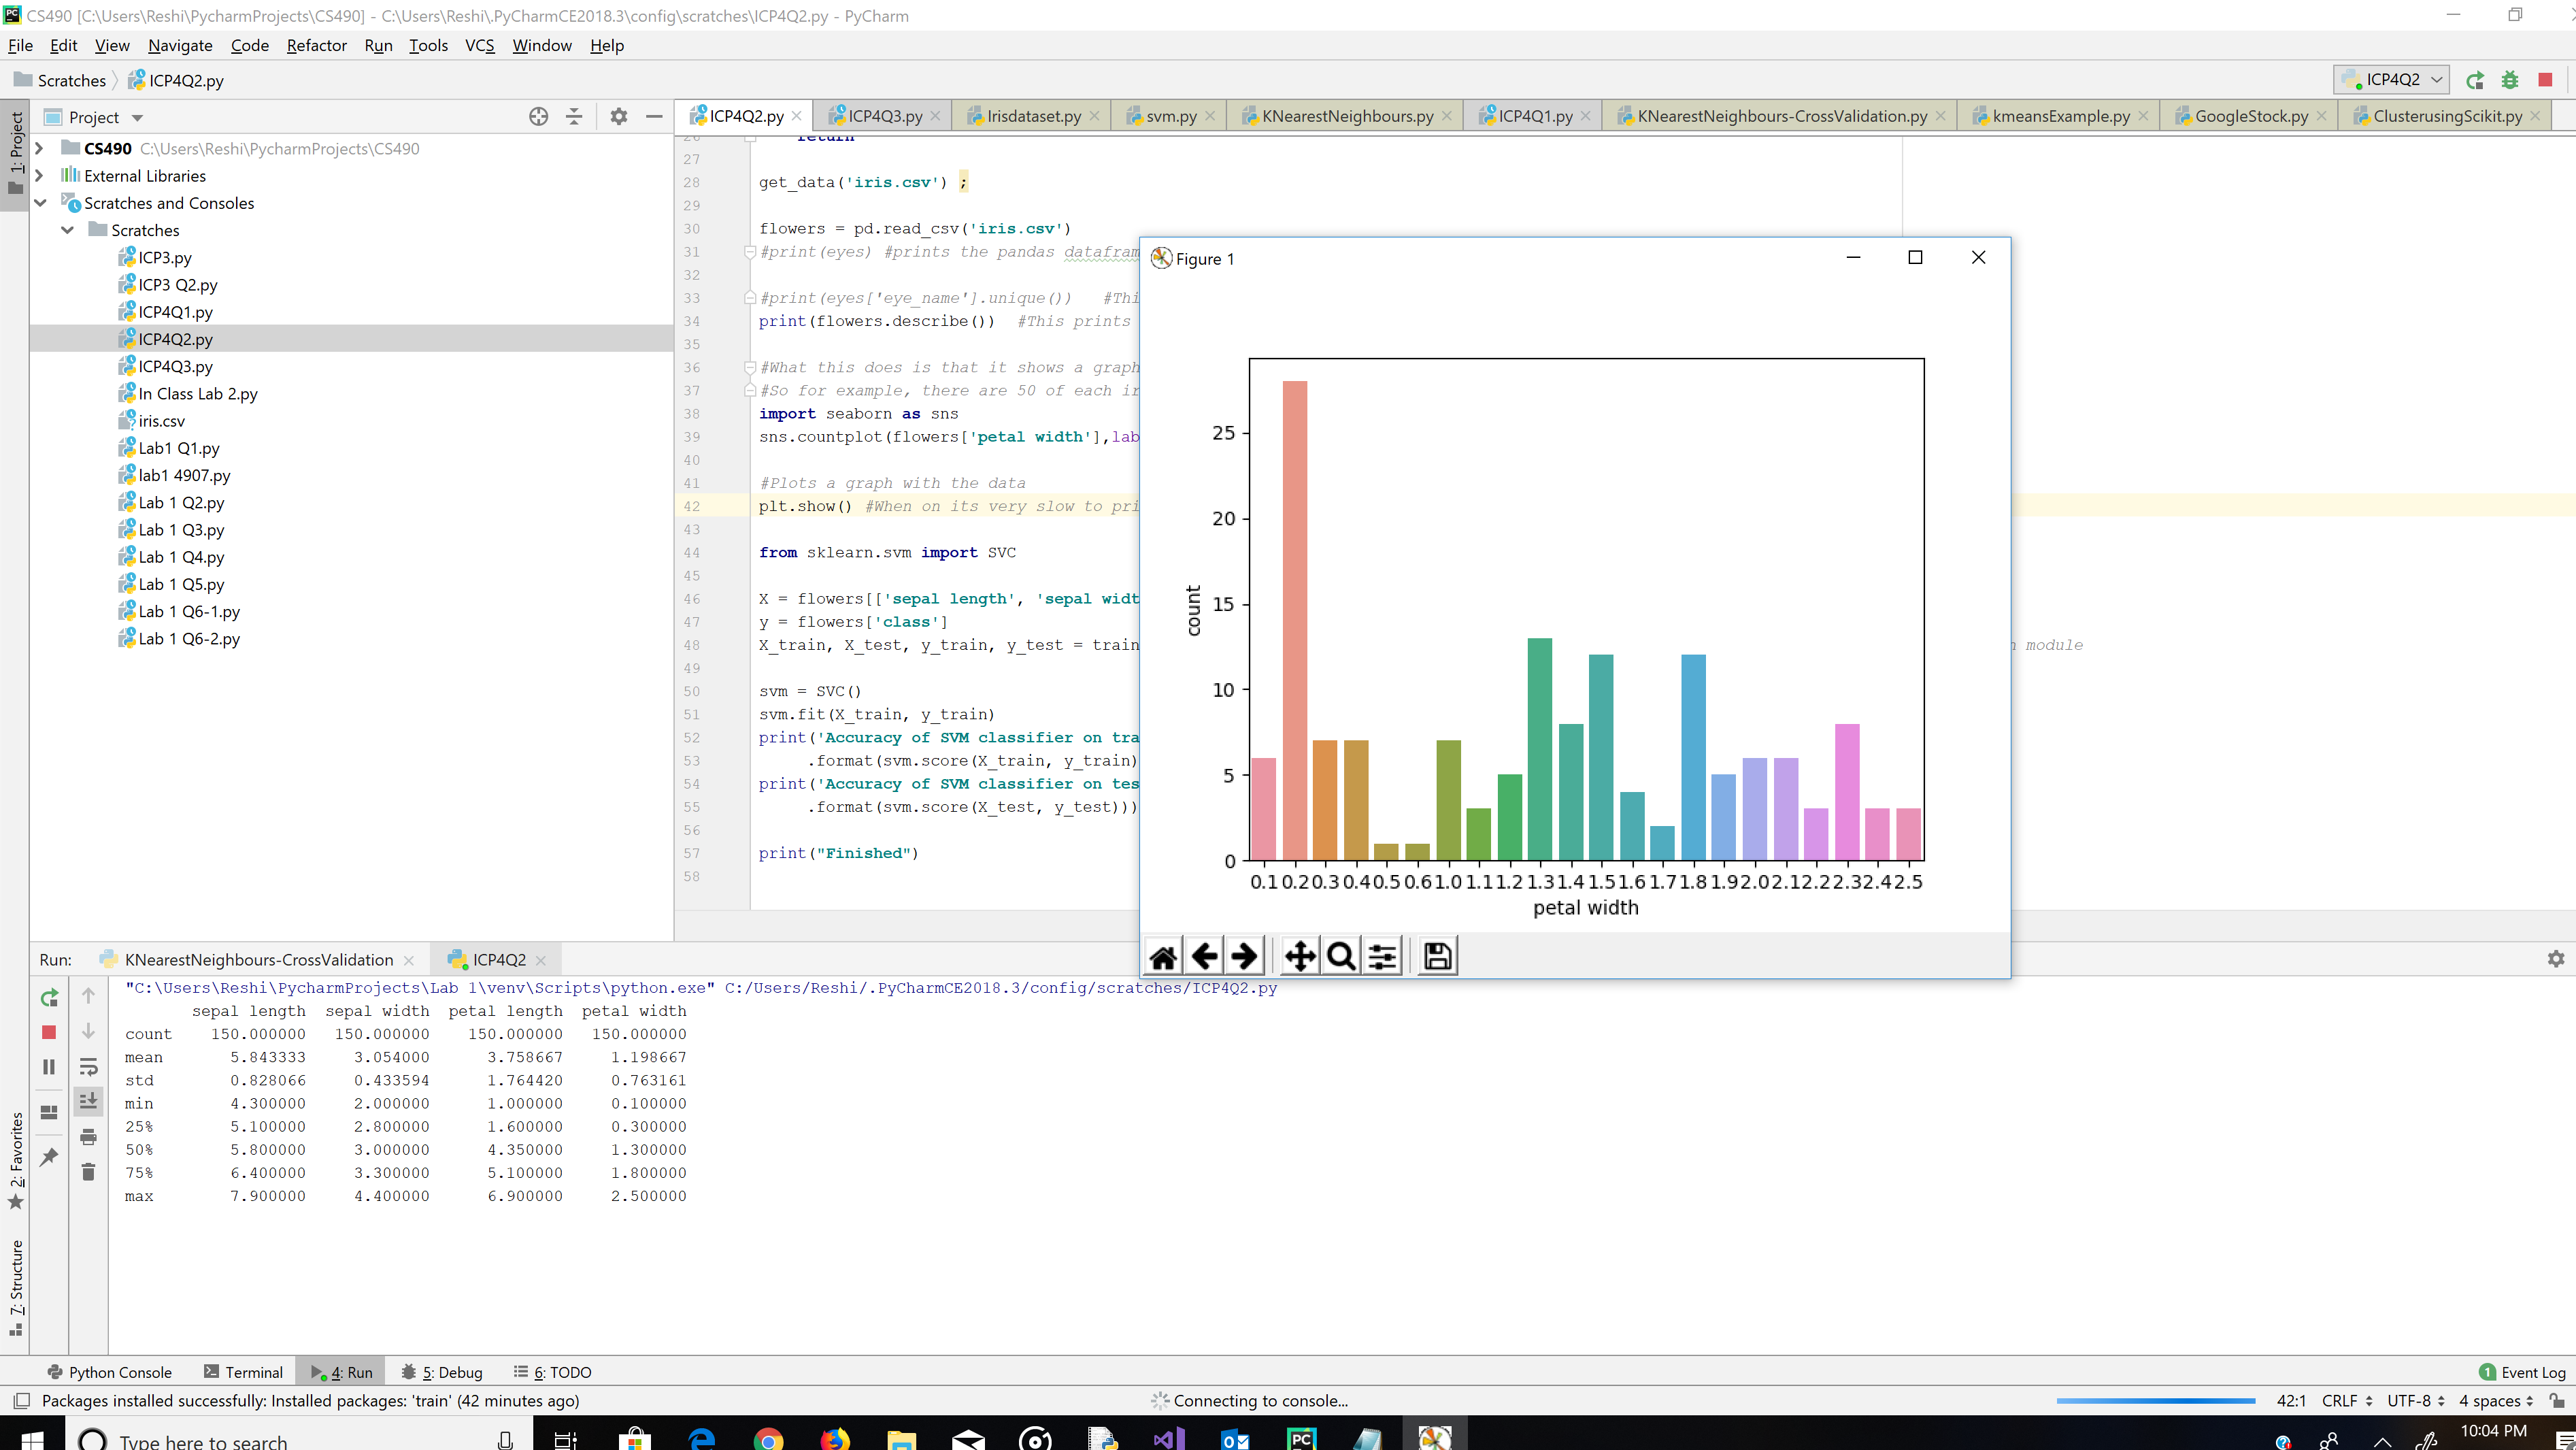 CS490 [C:\Users\Reshi\PycharmProjects\CS490] - C:\Users\Reshi\.PyCharmCE2018.3\config\scratches\ICP4Q2.py - PyCharm
File Edit View Navigate Code Refactor Run Tools VCS Window Help
Scratches ICP4Q2.py
ICP4Q2
Project
ICP4Q2.py ICP4Q3.py Irisdataset.py svm.py KNearestNeighbours.py ICP4Q1.py KNearestNeighbours-CrossValidation.py kmeansExample.py GoogleStock.py ClusterusingScikit.py
1: Project
CS490 C:\Users\Reshi\PycharmProjects\CS490
External Libraries
Scratches and Consoles
Scratches
ICP3.py
ICP3 Q2.py
ICP4Q1.py
ICP4Q2.py
ICP4Q3.py
In Class Lab 2.py
iris.csv
Lab1 Q1.py
lab1 4907.py
Lab 1 Q2.py
Lab 1 Q3.py
Lab 1 Q4.py
Lab 1 Q5.py
Lab 1 Q6-1.py
Lab 1 Q6-2.py
26 return
27
28 get_data('iris.csv') ;
29
30 flowers = pd.read_csv('iris.csv')
31 #print(eyes) #prints the pandas datafram
32
33 #print(eyes['eye_name'].unique()) #Thi
34 print(flowers.describe()) #This prints
35
36 #What this does is that it shows a graph
37 #So for example, there are 50 of each ir
38 import seaborn as sns
39 sns.countplot(flowers['petal width'],lab
40
41 #Plots a graph with the data
42 plt.show() #When on its very slow to pri
43
44 from sklearn.svm import SVC
45
46 X = flowers[['sepal length', 'sepal widt
47 y = flowers['class']
48 X_train, X_test, y_train, y_test = train
n module
49
50 svm = SVC()
51 svm.fit(X_train, y_train)
52 print('Accuracy of SVM classifier on tra
53 .format(svm.score(X_train, y_train)
54 print('Accuracy of SVM classifier on tes
55 .format(svm.score(X_test, y_test)))
56
57 print("Finished")
58
Figure 1
25
20
15
10
5
0
count
0.1 0.2 0.3 0.4 0.5 0.6 1.0 1.1 1.2 1.3 1.4 1.5 1.6 1.7 1.8 1.9 2.0 2.1 2.2 2.3 2.4 2.5
petal width
Run: KNearestNeighbours-CrossValidation ICP4Q2
"C:\Users\Reshi\PycharmProjects\Lab 1\venv\Scripts\python.exe" C:/Users/Reshi/.PyCharmCE2018.3/config/scratches/ICP4Q2.py
sepal length sepal width petal length petal width
count 150.000000 150.000000 150.000000 150.000000
mean 5.843333 3.054000 3.758667 1.198667
std 0.828066 0.433594 1.764420 0.763161
min 4.300000 2.000000 1.000000 0.100000
25% 5.100000 2.800000 1.600000 0.300000
50% 5.800000 3.000000 4.350000 1.300000
75% 6.400000 3.300000 5.100000 1.800000
max 7.900000 4.400000 6.900000 2.500000
2: Favorites
7: Structure
Python Console Terminal 4: Run 5: Debug 6: TODO
1 Event Log
Packages installed successfully: Installed packages: 'train' (42 minutes ago)
Connecting to console...
42:1 CRLF UTF-8 4 spaces
Type here to search
10:04 PM